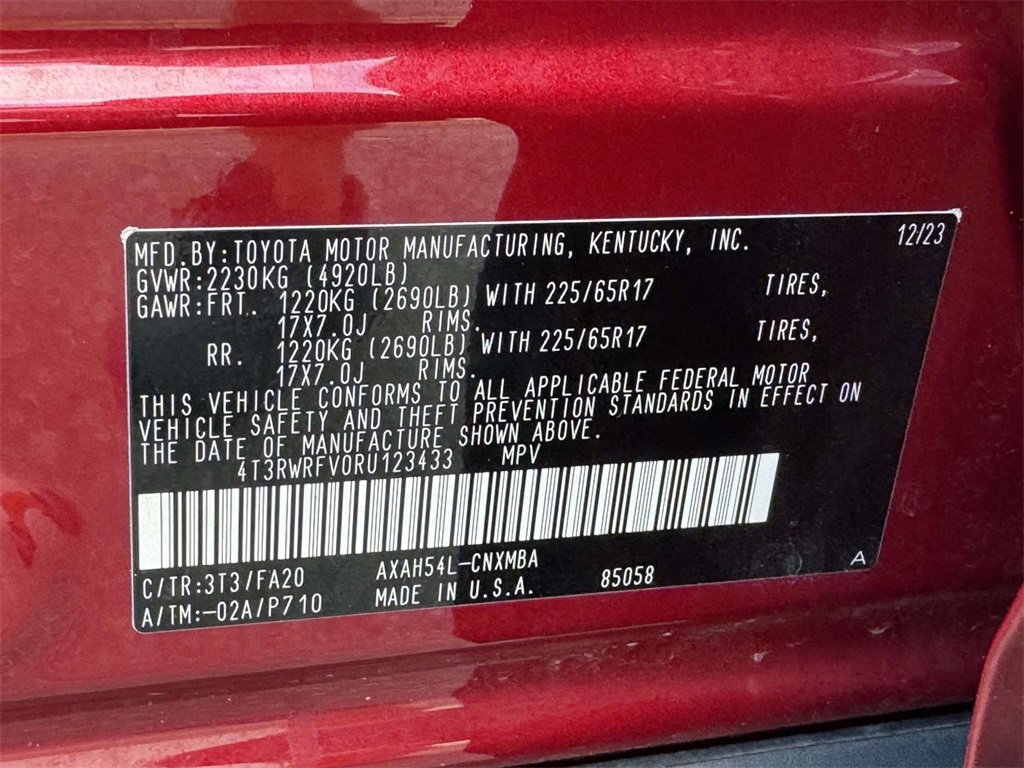 MFD.BY:TOYOTA MOTOR MANUFACTURING, KENTUCKY, INC. 12/23
GVWR:2230KG (4920LB)
GAWR:FRT. 1220KG (2690LB) WITH 225/65R17 TIRES,
17X7.0J RIMS.
RR. 1220KG (2690LB) WITH 225/65R17 TIRES,
17X7.0J RIMS.
THIS VEHICLE CONFORMS TO ALL APPLICABLE FEDERAL MOTOR
VEHICLE SAFETY AND THEFT PREVENTION STANDARDS IN EFFECT ON
THE DATE OF MANUFACTURE SHOWN ABOVE.
4T3RWRFV0RU123433 MPV
C/TR:3T3/FA20 AXAH54L-CNXMBA A
A/TM:-02A/P710 MADE IN U.S.A. 85058